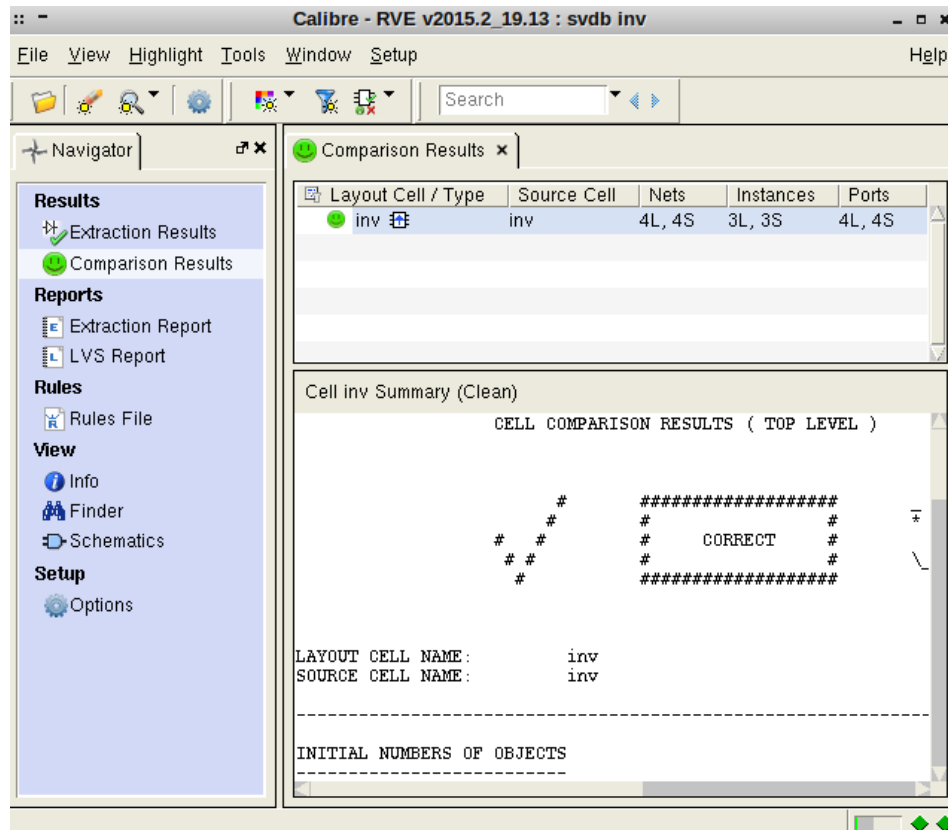 Calibre - RVE v2015.2_19.13 : svdb inv
File View Highlight Tools Window Setup Help
Search
Navigator
Comparison Results
Results
Extraction Results
Comparison Results
Reports
Extraction Report
LVS Report
Rules
Rules File
View
Info
Finder
Schematics
Setup
Options
Layout Cell / Type Source Cell Nets Instances Ports
inv inv 4L, 4S 3L, 3S 4L, 4S
Cell inv Summary (Clean)
CELL COMPARISON RESULTS ( TOP LEVEL )
# ###################
# # # *
# # # CORRECT #
# # # # \_
# ###################
LAYOUT CELL NAME: inv
SOURCE CELL NAME: inv
--------------------------------------------------------------
INITIAL NUMBERS OF OBJECTS
--------------------------